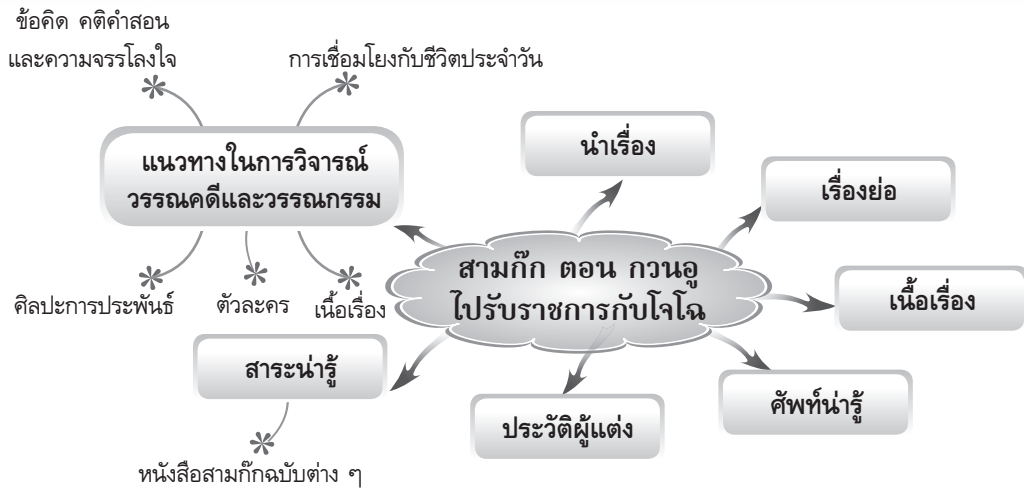 ข้อคิด คติคำสอน
และความจรรโลงใจ
การเชื่อมโยงกับชีวิตประจำวัน
แนวทางในการวิจารณ์
วรรณคดีและวรรณกรรม
นำเรื่อง
เรื่องย่อ
สามก๊ก ตอน กวนอู
ไปรับราชการกับโจโฉ
เนื้อเรื่อง
ศิลปะการประพันธ์
ตัวละคร
เนื้อเรื่อง
สาระน่ารู้
ประวัติผู้แต่ง
ศัพท์น่ารู้
หนังสือสามก๊กฉบับต่าง ๆ